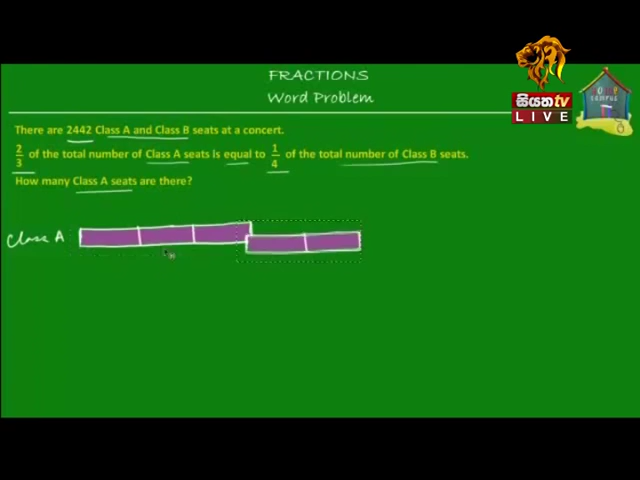 FRACTIONS
Word Problem
සියත tv
LIVE
There are 2442 Class A and Class B seats at a concert.
2/3 of the total number of Class A seats is equal to 1/4 of the total number of Class B seats.
How many Class A seats are there?
Class A